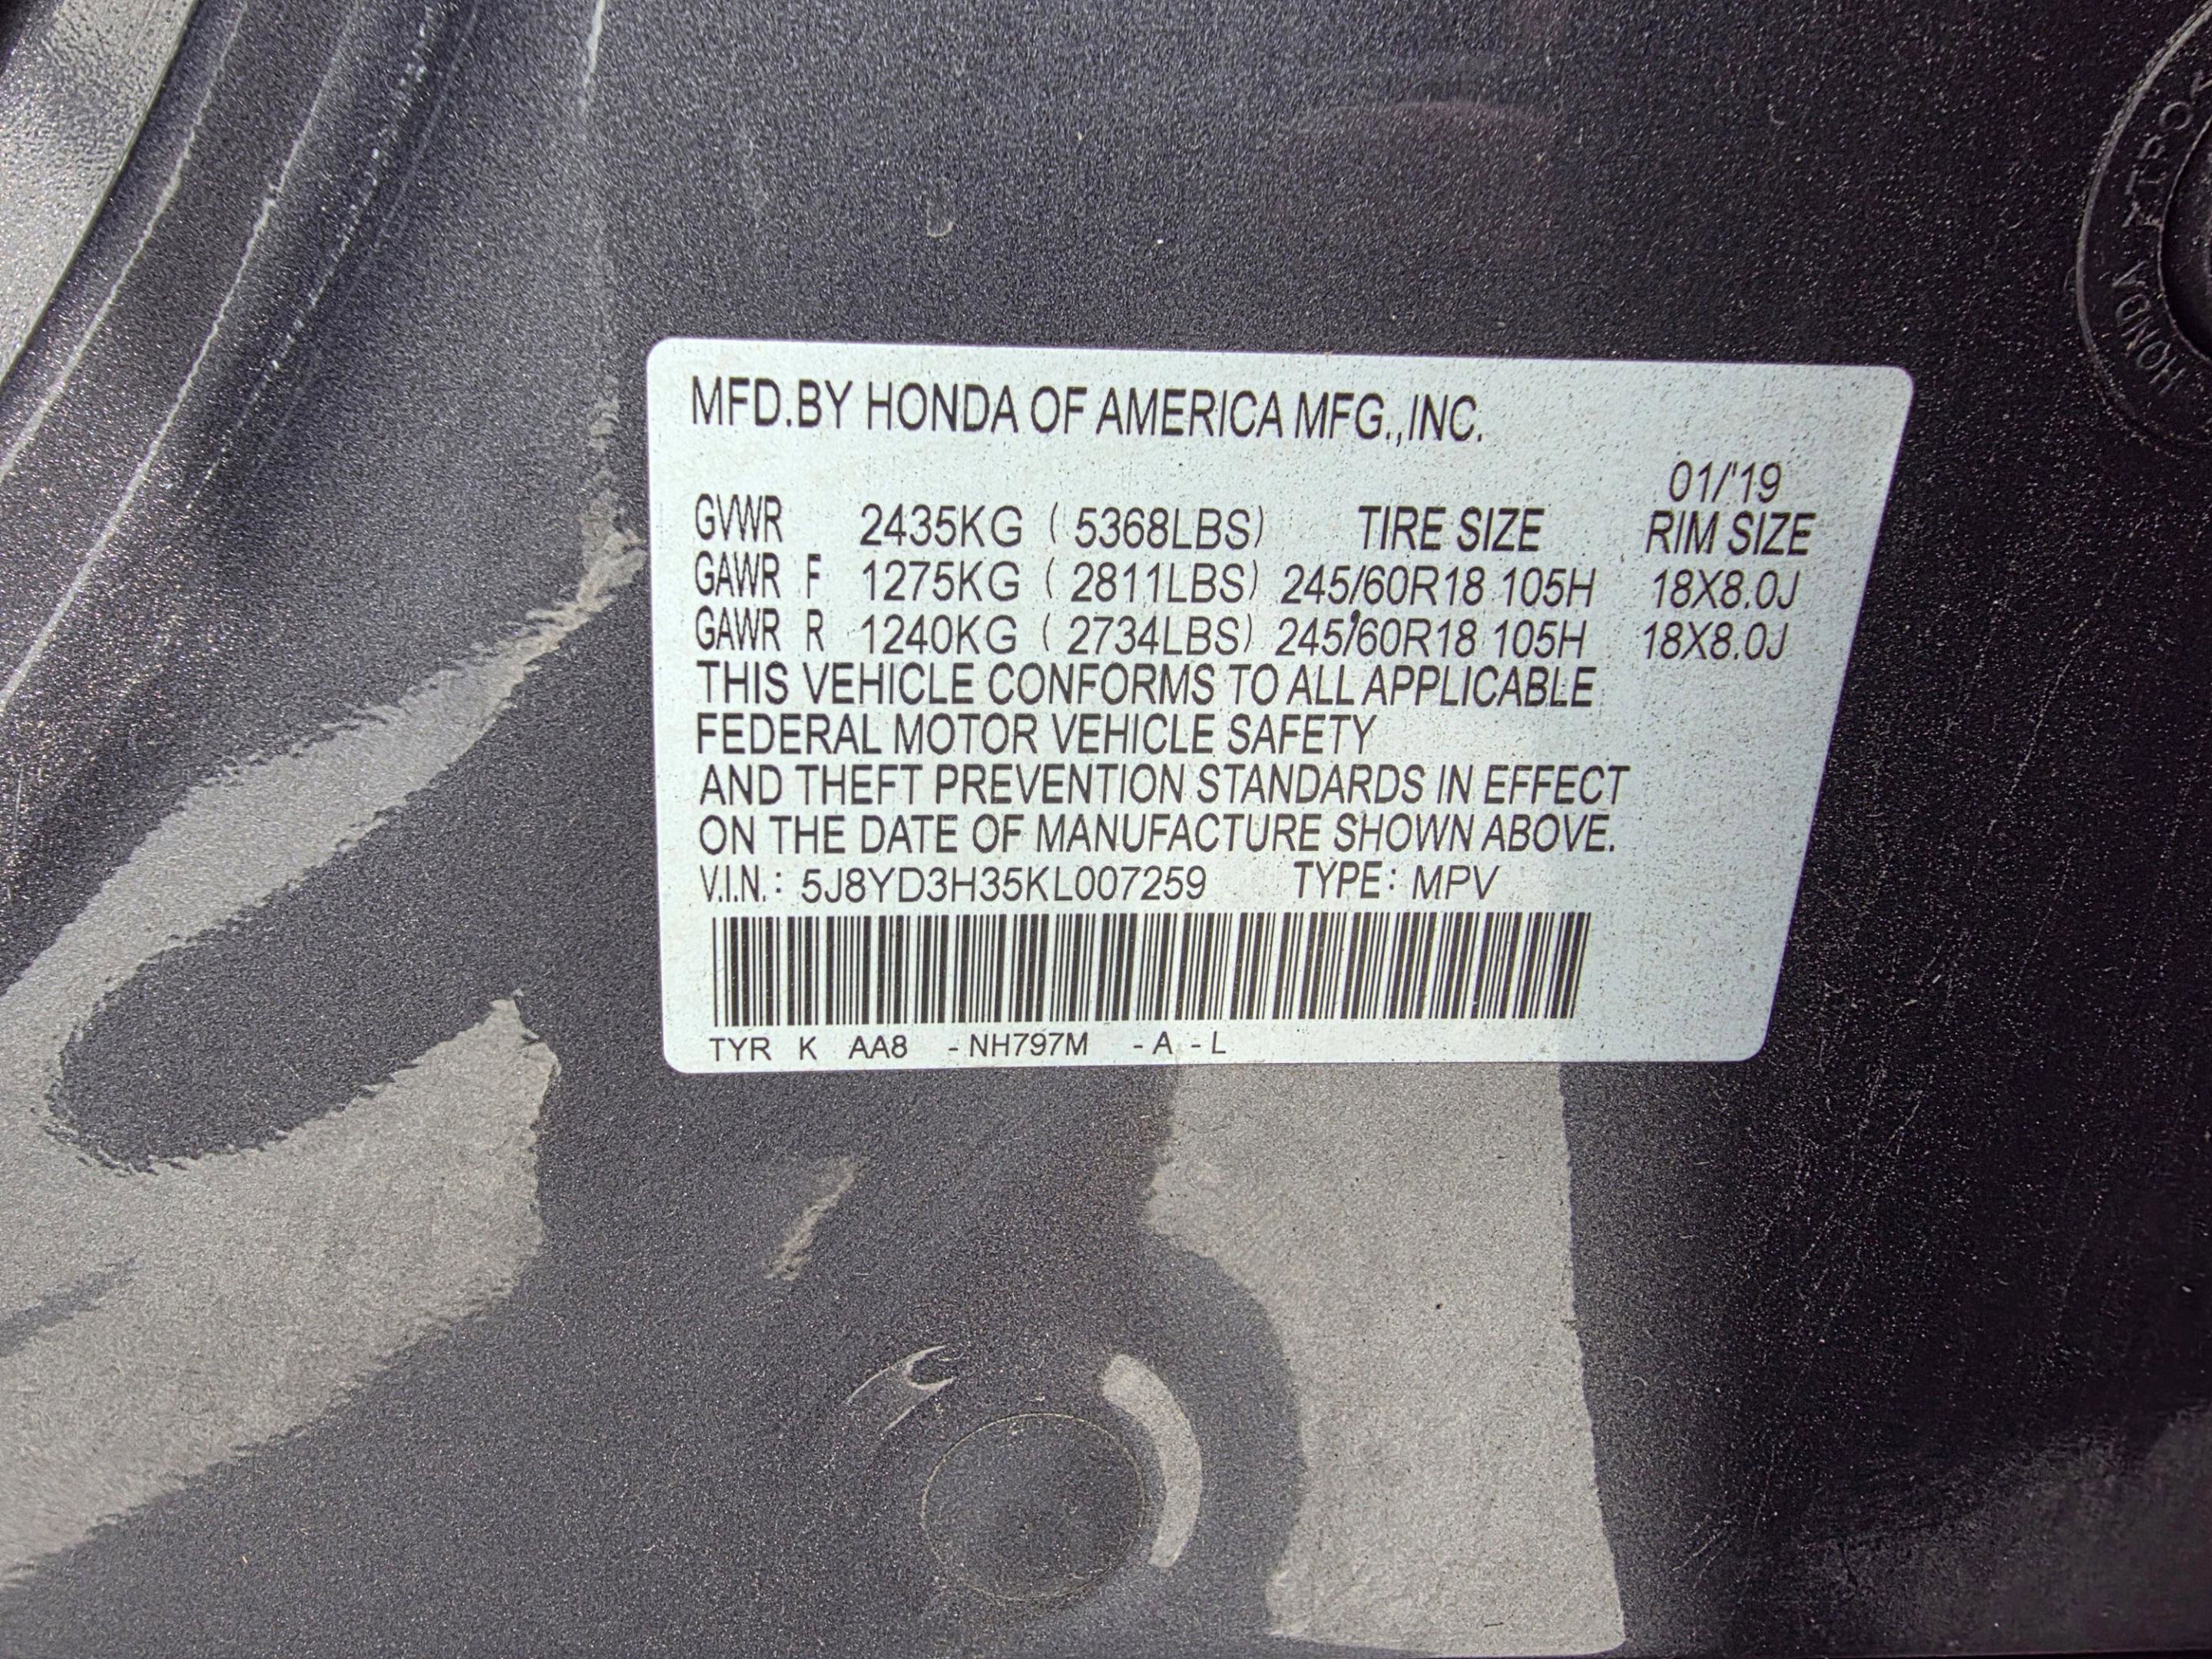 MFD.BY HONDA OF AMERICA MFG.,INC.
01/'19
GVWR 2435KG ( 5368LBS) TIRE SIZE RIM SIZE
GAWR F 1275KG ( 2811LBS) 245/60R18 105H 18X8.0J
GAWR R 1240KG ( 2734LBS) 245/60R18 105H 18X8.0J
THIS VEHICLE CONFORMS TO ALL APPLICABLE
FEDERAL MOTOR VEHICLE SAFETY
AND THEFT PREVENTION STANDARDS IN EFFECT
ON THE DATE OF MANUFACTURE SHOWN ABOVE.
V.I.N.: 5J8YD3H35KL007259 TYPE: MPV
TYR K AA8 - NH797M - A - L
HONDA